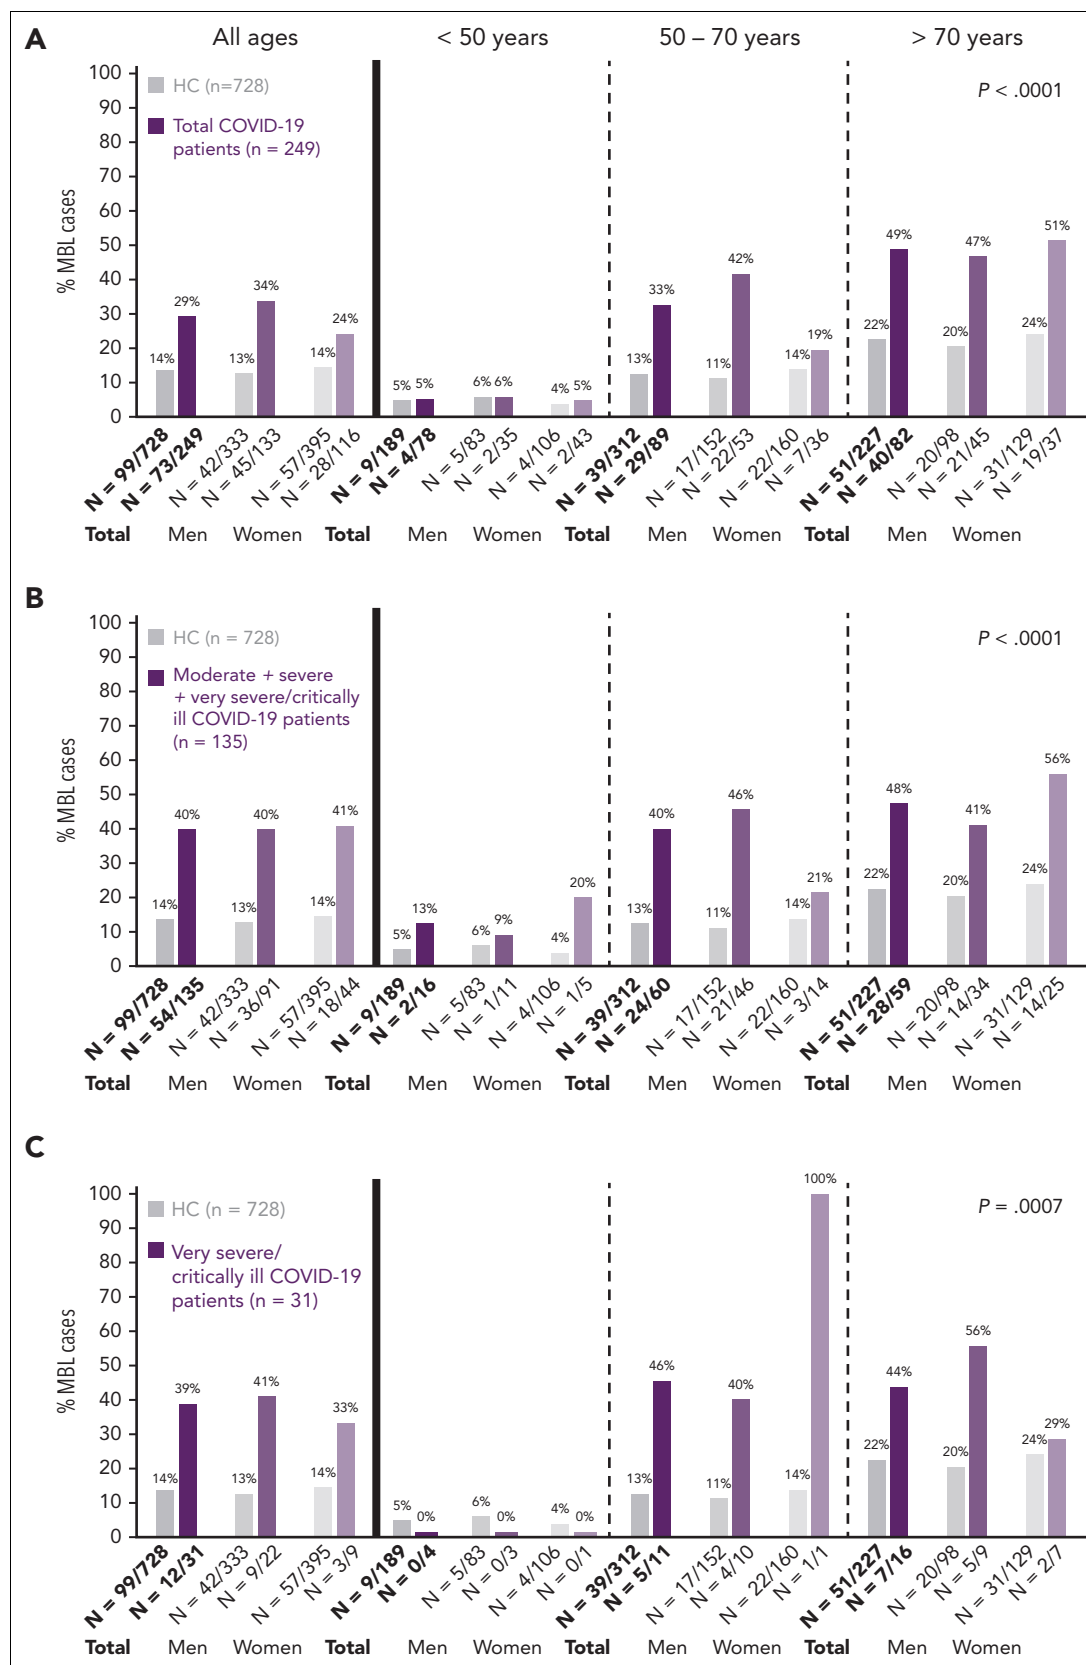 A
All ages
< 50 years
50 – 70 years
> 70 years
HC (n=728)
Total COVID-19
patients (n = 249)
P < .0001
% MBL cases
100
90
80
70
60
50
40
30
20
10
0
14% 29% 13% 34% 14% 24% 5% 5% 6% 6% 4% 5% 13% 33% 11% 42% 14% 19% 22% 49% 20% 47% 24% 51%
N = 99/728
N = 73/249
N = 42/333
N = 45/133
N = 57/395
N = 28/116
N = 9/189
N = 4/78
N = 5/83
N = 2/35
N = 4/106
N = 2/43
N = 39/312
N = 29/89
N = 17/152
N = 22/53
N = 22/160
N = 7/36
N = 51/227
N = 40/82
N = 20/98
N = 21/45
N = 31/129
N = 19/37
Total Men Women Total Men Women Total Men Women Total Men Women
B
HC (n = 728)
Moderate + severe
+ very severe/critically
ill COVID-19 patients
(n = 135)
P < .0001
% MBL cases
100
90
80
70
60
50
40
30
20
10
0
14% 40% 13% 40% 14% 41% 5% 13% 6% 9% 4% 20% 13% 40% 11% 46% 14% 21% 22% 48% 20% 41% 24% 56%
N = 99/728
N = 54/135
N = 42/333
N = 36/91
N = 57/395
N = 18/44
N = 9/189
N = 2/16
N = 5/83
N = 1/11
N = 4/106
N = 1/5
N = 39/312
N = 24/60
N = 17/152
N = 21/46
N = 22/160
N = 3/14
N = 51/227
N = 28/59
N = 20/98
N = 14/34
N = 31/129
N = 14/25
Total Men Women Total Men Women Total Men Women Total Men Women
C
HC (n = 728)
Very severe/
critically ill COVID-19
patients (n = 31)
P = .0007
% MBL cases
100
90
80
70
60
50
40
30
20
10
0
14% 39% 13% 41% 14% 33% 5% 0% 6% 0% 4% 0% 13% 46% 11% 40% 14% 100% 22% 44% 20% 56% 24% 29%
N = 99/728
N = 12/31
N = 42/333
N = 9/22
N = 57/395
N = 3/9
N = 9/189
N = 0/4
N = 5/83
N = 0/3
N = 4/106
N = 0/1
N = 39/312
N = 5/11
N = 17/152
N = 4/10
N = 22/160
N = 1/1
N = 51/227
N = 7/16
N = 20/98
N = 5/9
N = 31/129
N = 2/7
Total Men Women Total Men Women Total Men Women Total Men Women